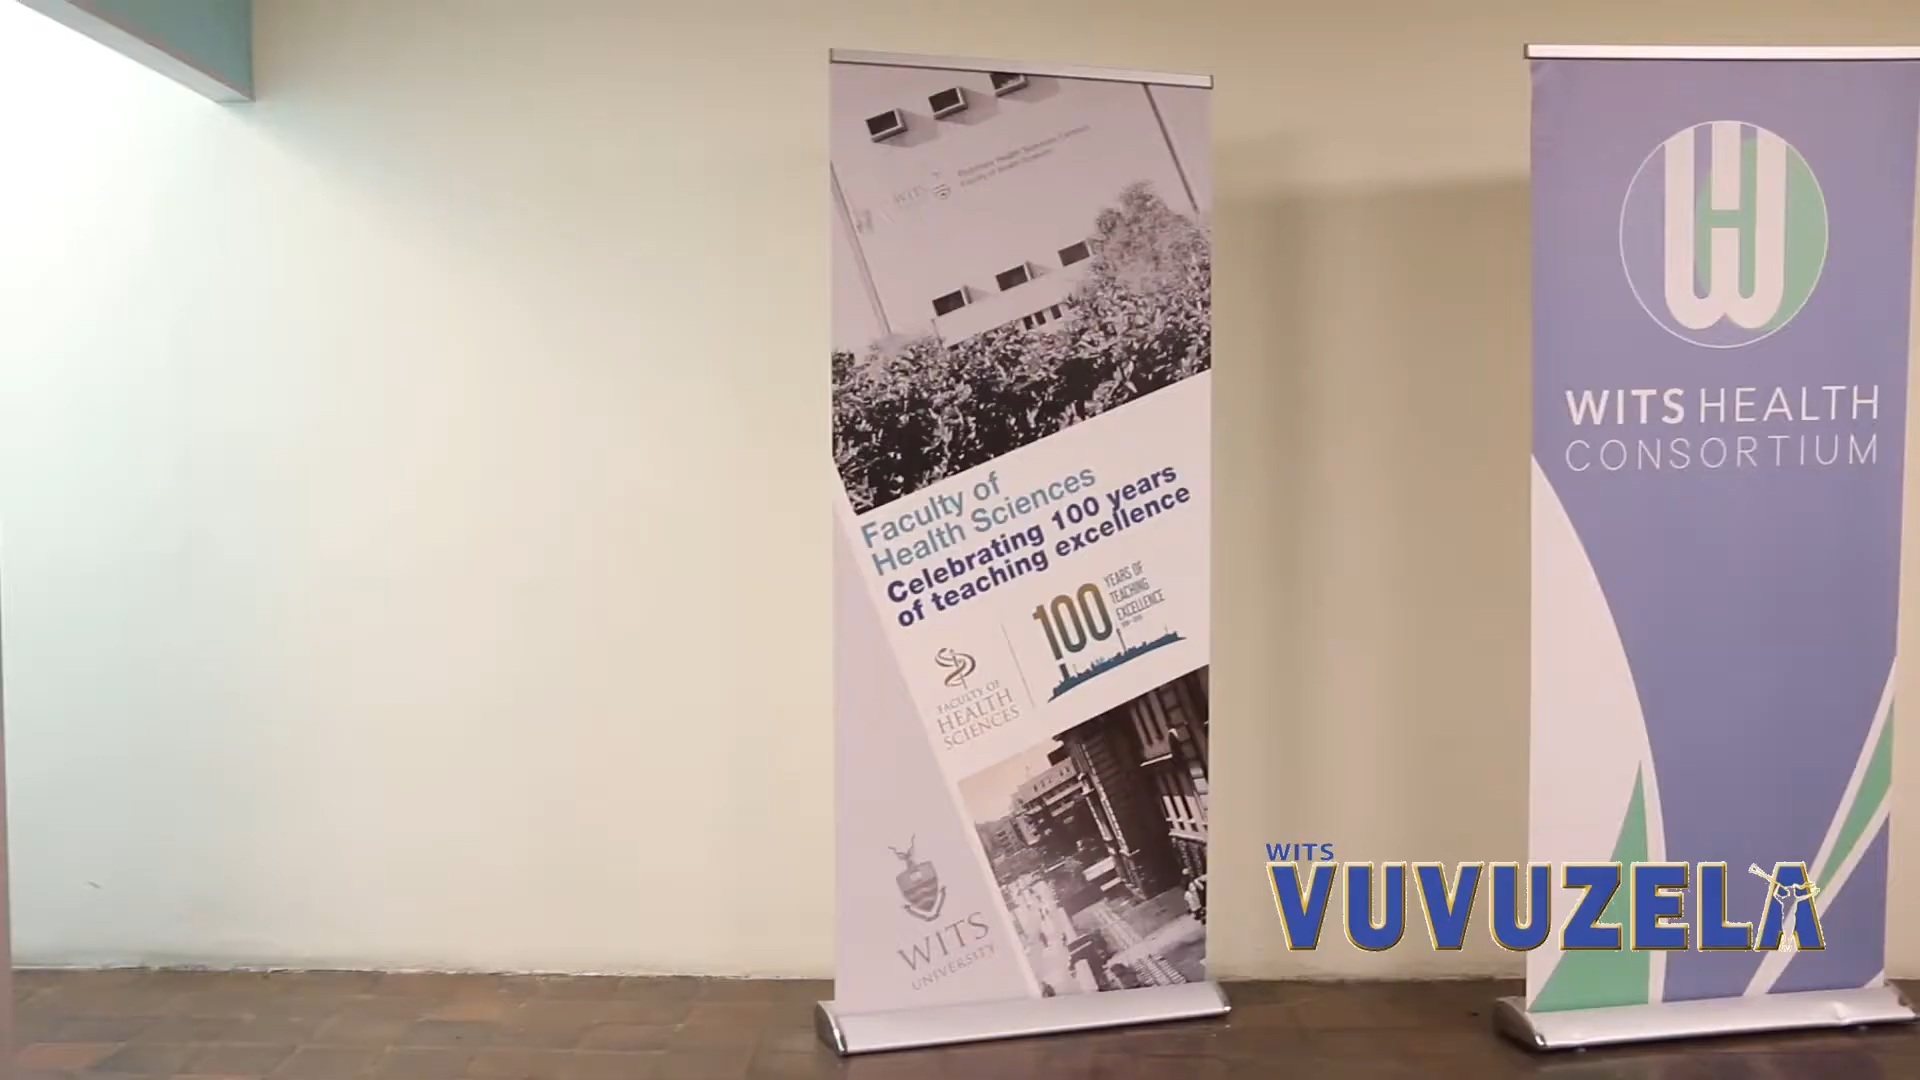 WITS
Faculty of
Health Sciences
Celebrating 100 years
of teaching excellence
100
YEARS OF
TEACHING
EXCELLENCE
FACULTY OF
HEALTH
SCIENCES
WITS
UNIVERSITY
WITS HEALTH
CONSORTIUM
WITS
VUVUZELA